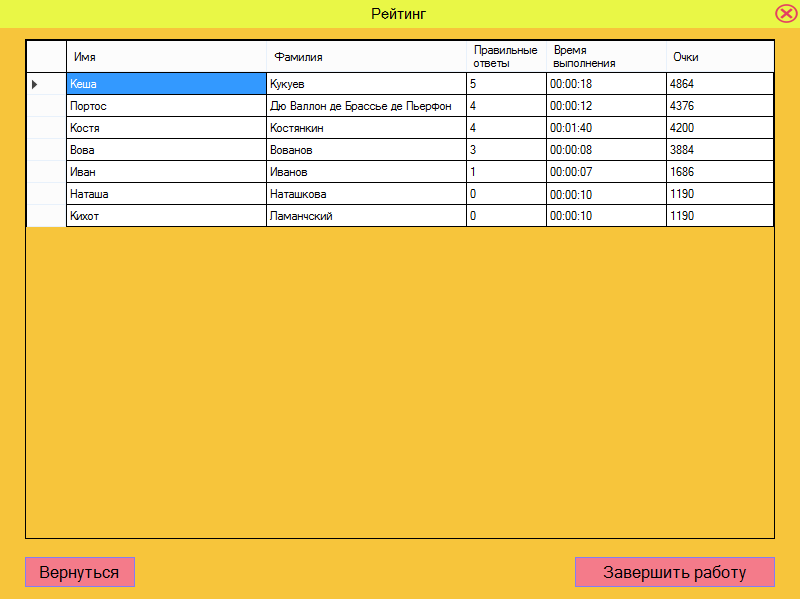 Рейтинг
Имя Фамилия Правильные ответы Время выполнения Очки
Кеша Кукуев 5 00:00:18 4864
Портос Дю Валлон де Брассье де Пьерфон 4 00:00:12 4376
Костя Костянкин 4 00:01:40 4200
Вова Вованов 3 00:00:08 3884
Иван Иванов 1 00:00:07 1686
Наташа Наташкова 0 00:00:10 1190
Кихот Ламанчский 0 00:00:10 1190
Вернуться Завершить работу